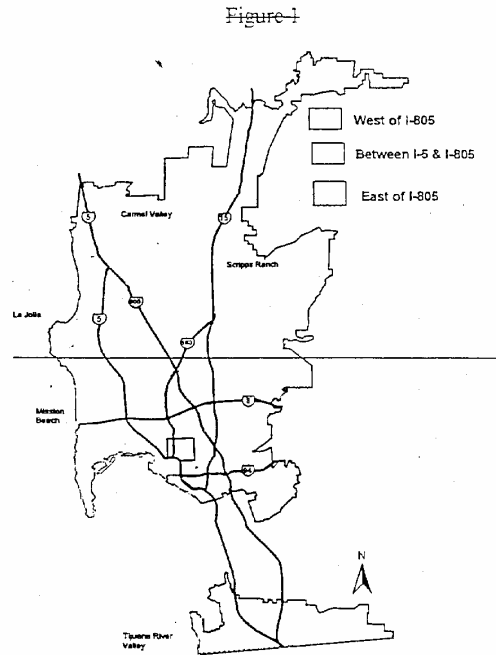 Figure 1
West of I-805
Between I-5 & I-805
East of I-805
5
Carmel Valley
15
Scripps Ranch
805
La Jolla
5
163
Mission
Beach
8
94
N
Tijuana River
Valley